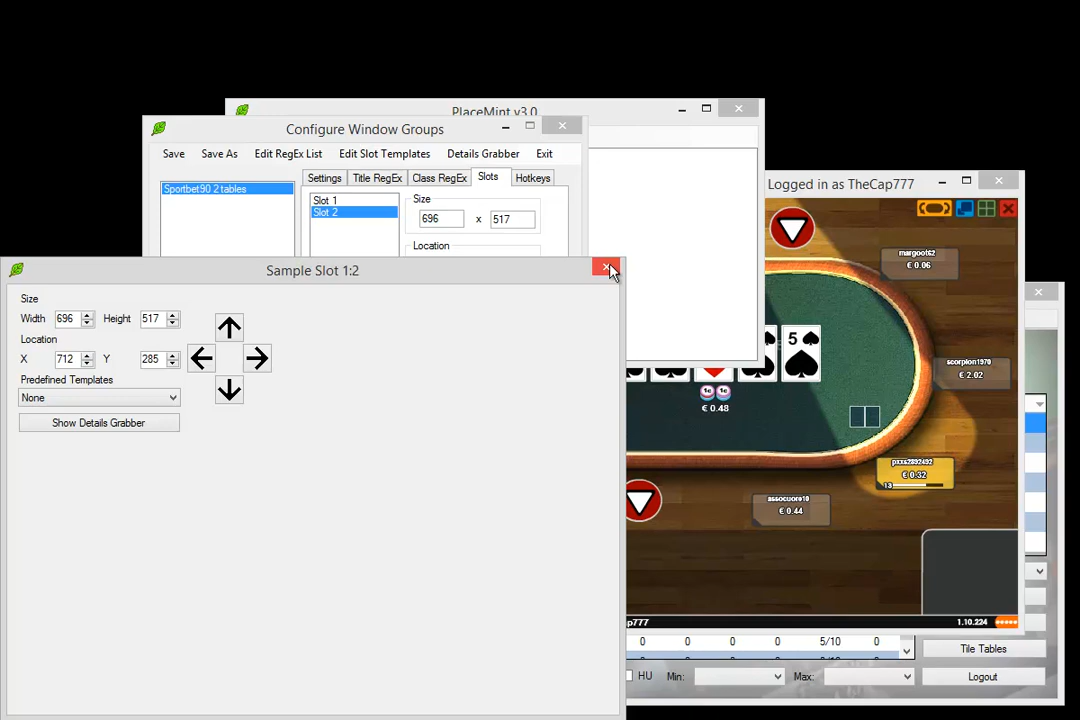 PlaceMint v3.0
Configure Window Groups
Save Save As Edit RegEx List Edit Slot Templates Details Grabber Exit
Sportbet90 2 tables
Settings Title RegEx Class RegEx Slots Hotkeys
Slot 1
Slot 2
Size
696 x 517
Location
Logged in as TheCap777
margoot62
€ 0.06
Sample Slot 1:2
Size
Width 696 Height 517
Location
X 712 Y 285
Predefined Templates
None
Show Details Grabber
5
€ 0.48
scorpion1970
€ 2.02
€ 0.32
13
assocuore10
€ 0.44
p777
1.10.224
0 0 0 0 5/10 0
Tile Tables
HU Min: Max:
Logout